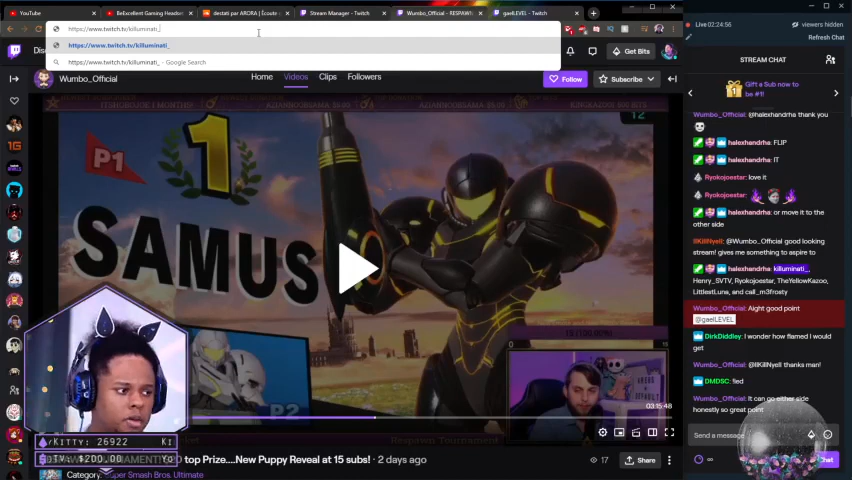 YouTube
BeExcellent Gaming Headse
destati par ARORA | Écoute
Stream Manager - Twitch
Wumbo_Official - RESPAW
gaelLEVEL - Twitch
https://www.twitch.tv/killuminati_
https://www.twitch.tv/killuminati_
https://www.twitch.tv/killuminati_ - Google Search
Get Bits
Wumbo_Official
Home
Videos
Clips
Followers
Follow
Subscribe
P1
1
12
SAMUS
P2
03:15:48
/Kitty: 26922
Ki
top Prize....New Puppy Reveal at 15 subs! • 2 days ago
17
Share
Category: Super Smash Bros. Ultimate
Live 02:24:56
viewers hidden
Refresh Chat
STREAM CHAT
Gift a Sub now to
be #1!
Wumbo_Official: @halexhandrha thank you
halexhandrha: FLIP
halexhandrha: IT
Ryokojoestar: love it
Ryokojoestar:
halexhandrha: or move it to the
other side
IIKillNyeII: @Wumbo_Official good looking
stream! gives me something to aspire to
halexhandrha: killuminati_,
Henry_SVTV, Ryokojoestar, TheYellowKazoo,
LittlestLuna, and call_m3frosty
Wumbo_Official: Aight good point
@gaelLEVEL
DirkDiddley: I wonder how flamed I would
get
Wumbo_Official: @IIKillNyeII thanks man!
DMDSC: !led
Wumbo_Official: It can go either side
honestly so great point
Send a message
Chat